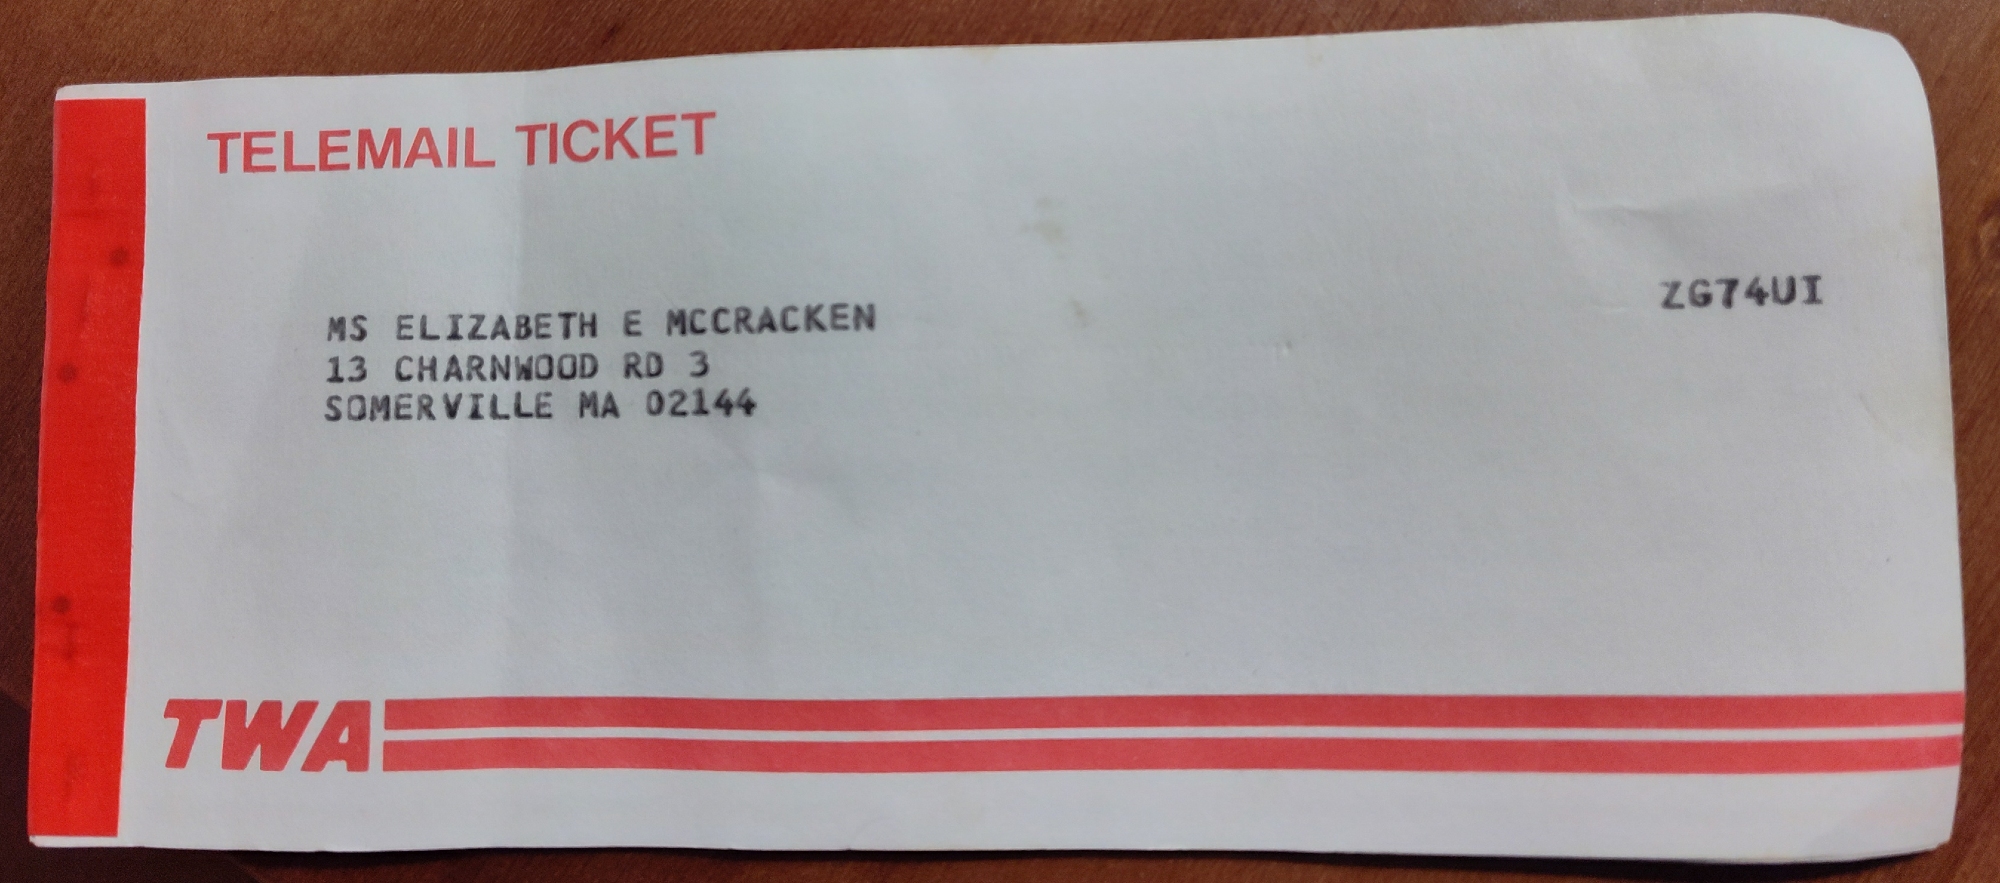 TELEMAIL TICKET
ZG74UI
MS ELIZABETH E MCCRACKEN
13 CHARNWOOD RD 3
SOMERVILLE MA 02144
TWA